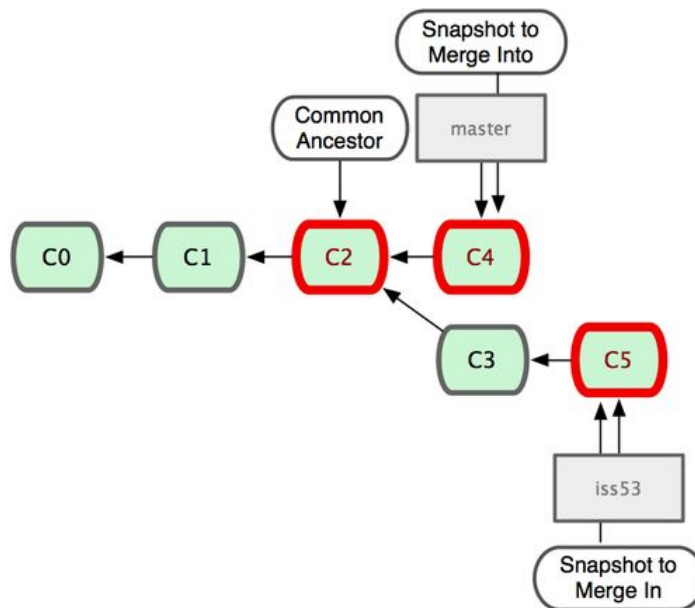 Snapshot to
Merge Into
Common
Ancestor
master
C0
C1
C2
C4
C3
C5
iss53
Snapshot to
Merge In